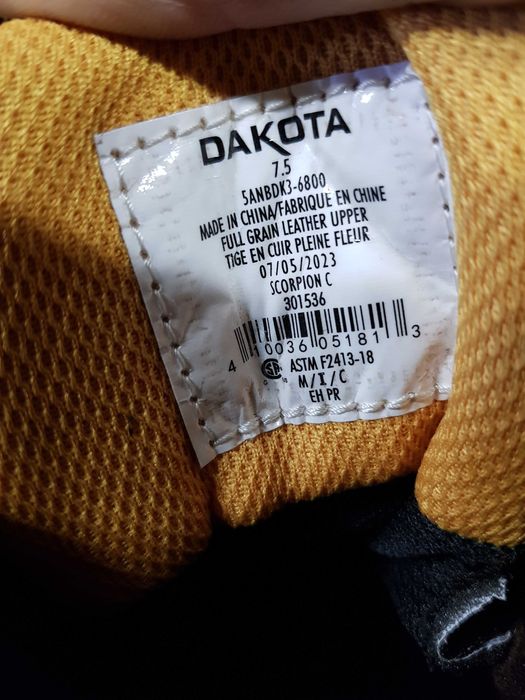 DAKOTA
7.5
5ANBDK3-6800
MADE IN CHINA/FABRIQUE EN CHINE
FULL GRAIN LEATHER UPPER
TIGE EN CUIR PLEINE FLEUR
07/05/2023
SCORPION C
301536
4 10036 05181 3
ASTM F2413-18
M/I/C
EH PR